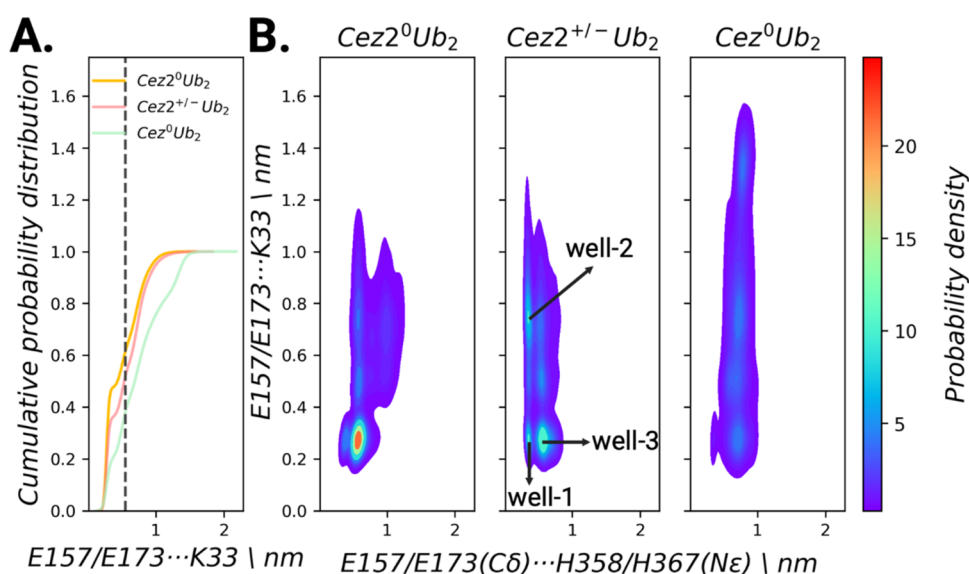 A.
B.
Cez2⁰Ub₂
Cez2⁺/⁻Ub₂
Cez⁰Ub₂
Cumulative probability distribution
1.6
1.4
1.2
1.0
0.8
0.6
0.4
0.2
0.0
Cez2⁰Ub₂
Cez2⁺/⁻Ub₂
Cez⁰Ub₂
1
2
E157/E173···K33 \ nm
E157/E173···K33 \ nm
1.6
1.4
1.2
1.0
0.8
0.6
0.4
0.2
0.0
1
2
well-2
well-3
well-1
1
2
1
2
E157/E173(Cδ)···H358/H367(Nε) \ nm
20
15
10
5
Probability density